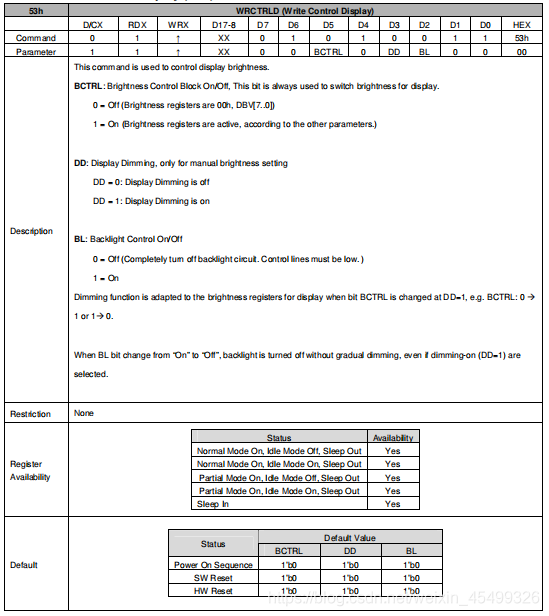 53h WRCTRLD (Write Control Display)
D/CX RDX WRX D17-8 D7 D6 D5 D4 D3 D2 D1 D0 HEX
Command 0 1 ↑ XX 0 1 0 1 0 0 1 1 53h
Parameter 1 1 ↑ XX 0 0 BCTRL 0 DD BL 0 0 00
Description
This command is used to control display brightness.
BCTRL: Brightness Control Block On/Off, This bit is always used to switch brightness for display.
0 = Off (Brightness registers are 00h, DBV[7..0])
1 = On (Brightness registers are active, according to the other parameters.)
DD: Display Dimming, only for manual brightness setting
DD = 0: Display Dimming is off
DD = 1: Display Dimming is on
BL: Backlight Control On/Off
0 = Off (Completely turn off backlight circuit. Control lines must be low. )
1 = On
Dimming function is adapted to the brightness registers for display when bit BCTRL is changed at DD=1, e.g. BCTRL: 0 →
1 or 1→ 0.
When BL bit change from “On” to “Off”, backlight is turned off without gradual dimming, even if dimming-on (DD=1) are
selected.
Restriction None
Register
Availability
Status Availability
Normal Mode On, Idle Mode Off, Sleep Out Yes
Normal Mode On, Idle Mode On, Sleep Out Yes
Partial Mode On, Idle Mode Off, Sleep Out Yes
Partial Mode On, Idle Mode On, Sleep Out Yes
Sleep In Yes
Default
Status Default Value
BCTRL DD BL
Power On Sequence 1'b0 1'b0 1'b0
SW Reset 1'b0 1'b0 1'b0
HW Reset 1'b0 1'b0 1'b0
https://blog.csdn.net/weixin_45499326